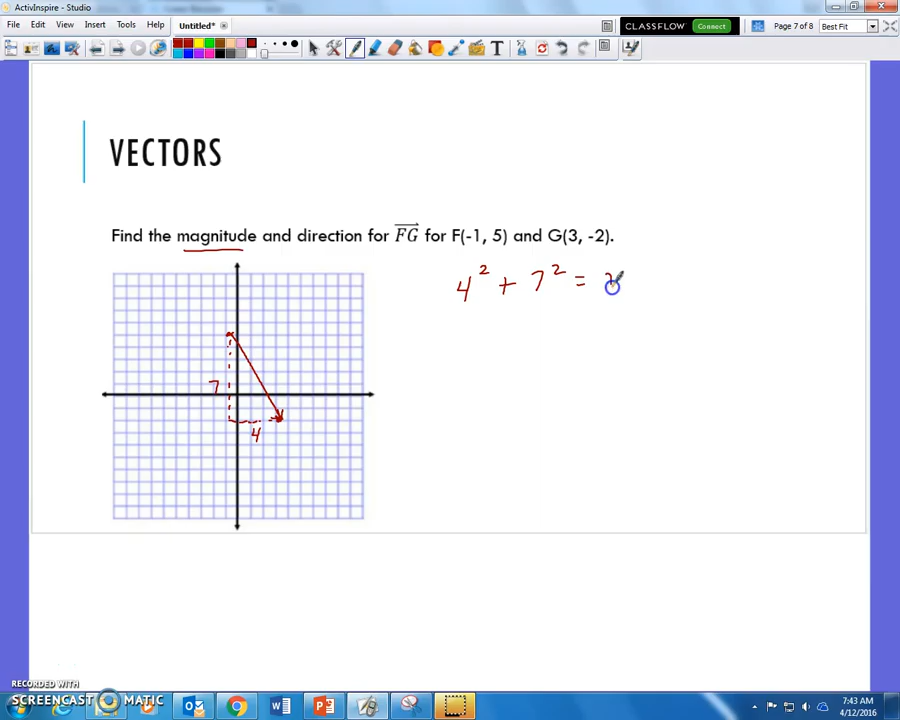 ActivInspire - Studio
File Edit View Insert Tools Help Untitled*
CLASSFLOW Connect Page 7 of 8 Best Fit
VECTORS
Find the magnitude and direction for FG for F(-1, 5) and G(3, -2).
4² + 7² =
7
4
RECORDED WITH
SCREENCAST MATIC
7:43 AM
4/12/2016